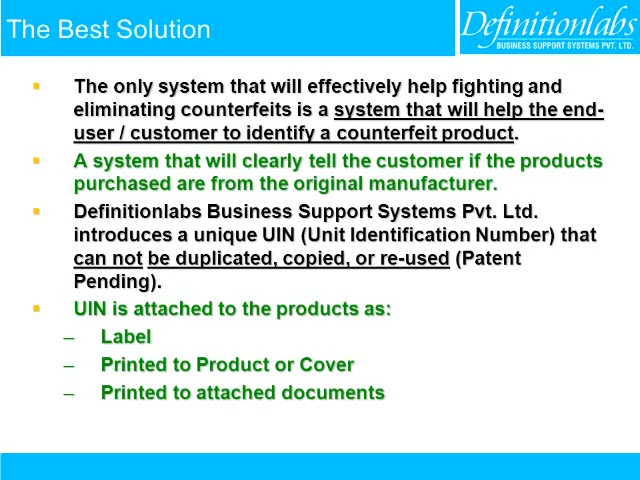 The Best Solution
Definitionlabs
BUSINESS SUPPORT SYSTEMS PVT. LTD.
The only system that will effectively help fighting and
eliminating counterfeits is a system that will help the end-
user / customer to identify a counterfeit product.
A system that will clearly tell the customer if the products
purchased are from the original manufacturer.
Definitionlabs Business Support Systems Pvt. Ltd.
introduces a unique UIN (Unit Identification Number) that
can not be duplicated, copied, or re-used (Patent
Pending).
UIN is attached to the products as:
– Label
– Printed to Product or Cover
– Printed to attached documents